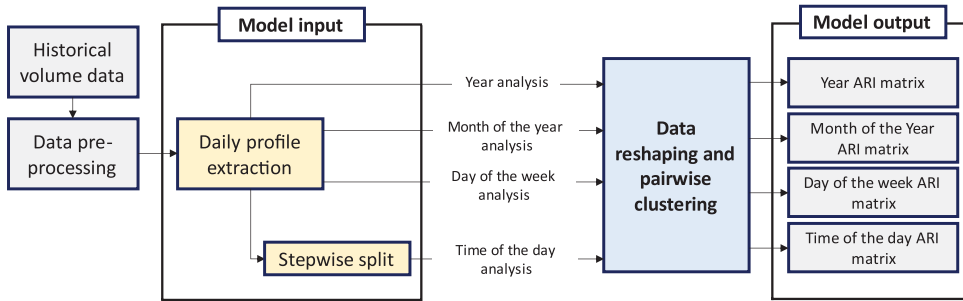 Model input
Model output
Historical
volume data
Data pre-
processing
Daily profile
extraction
Stepwise split
Year analysis
Month of the year
analysis
Day of the week
analysis
Time of the day
analysis
Data
reshaping and
pairwise
clustering
Year ARI matrix
Month of the Year
ARI matrix
Day of the week ARI
matrix
Time of the day ARI
matrix